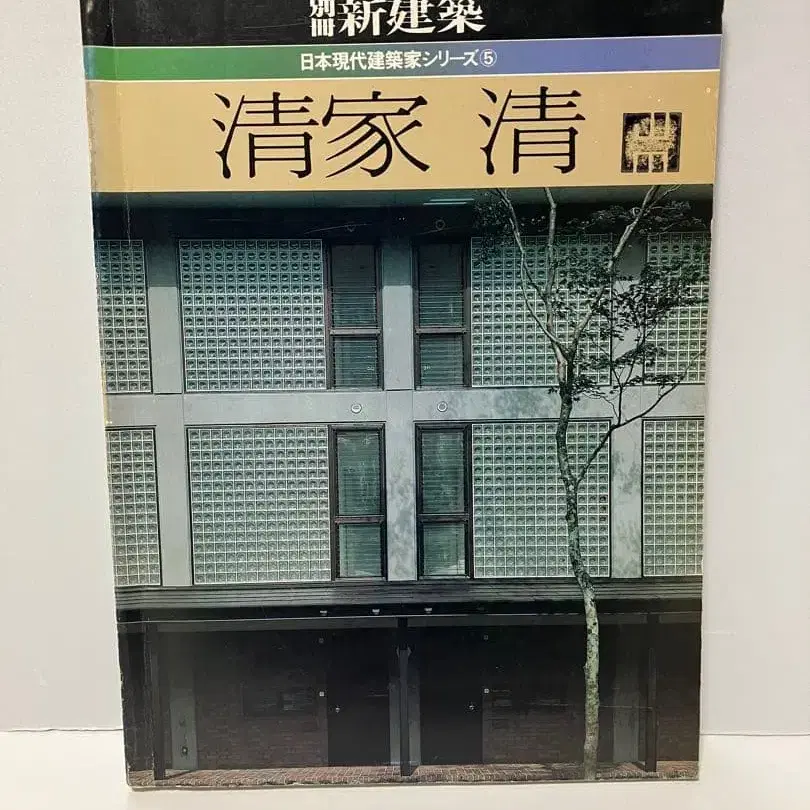 別冊新建築
日本現代建築家シリーズ⑤
清家 清